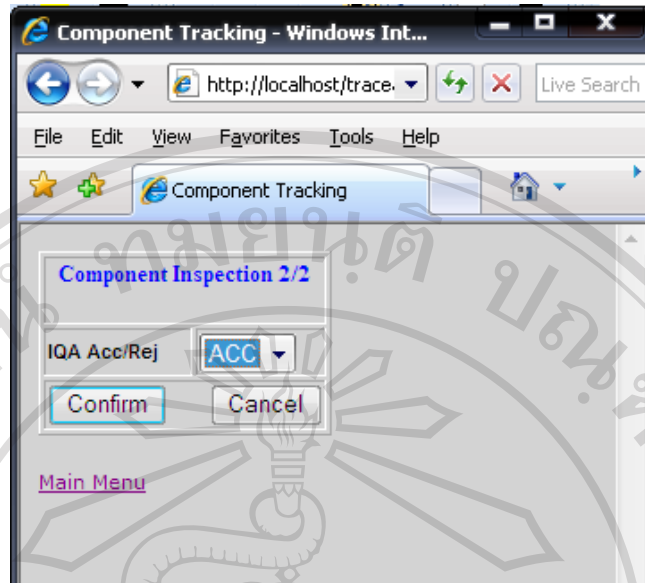 Component Tracking - Windows Int...
http://localhost/trace.
Live Search
File Edit View Favorites Tools Help
Component Tracking
Component Inspection 2/2
IQA Acc/Rej ACC
Confirm Cancel
Main Menu